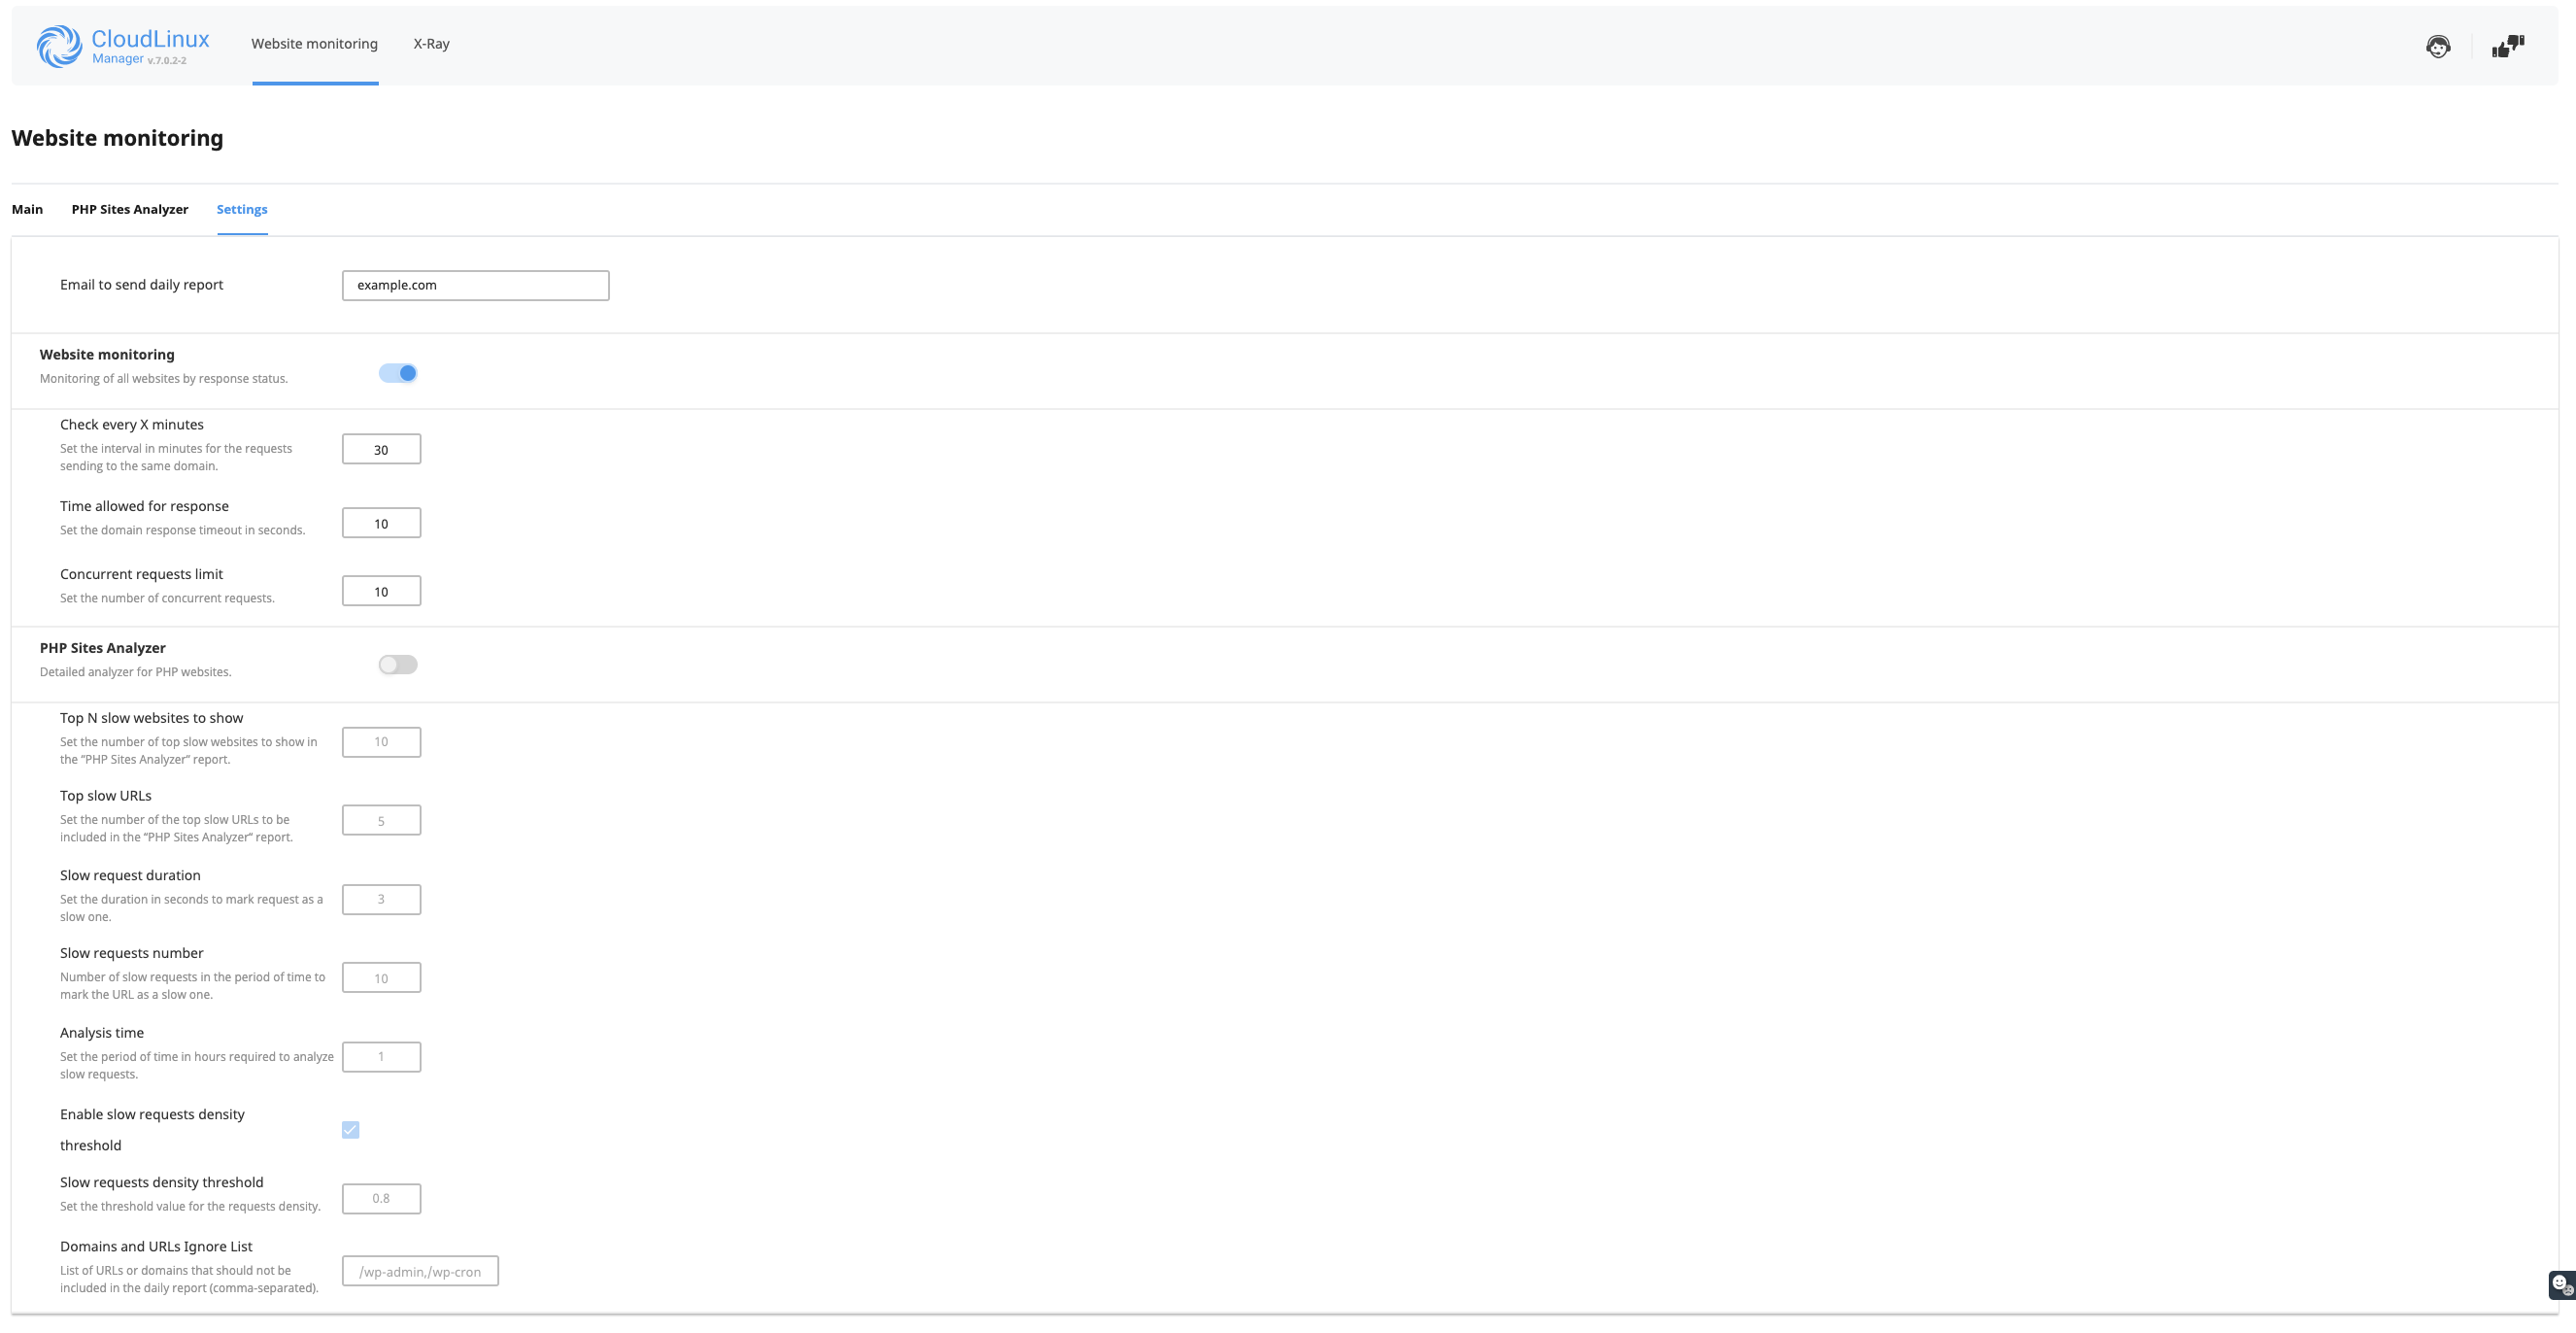 CloudLinux
Manager v.7.0.2-2
Website monitoring
X-Ray
Website monitoring
Main
PHP Sites Analyzer
Settings
Email to send daily report
example.com
Website monitoring
Monitoring of all websites by response status.
Check every X minutes
Set the interval in minutes for the requests
sending to the same domain.
30
Time allowed for response
Set the domain response timeout in seconds.
10
Concurrent requests limit
Set the number of concurrent requests.
10
PHP Sites Analyzer
Detailed analyzer for PHP websites.
Top N slow websites to show
Set the number of top slow websites to show in
the “PHP Sites Analyzer” report.
10
Top slow URLs
Set the number of the top slow URLs to be
included in the “PHP Sites Analyzer” report.
5
Slow request duration
Set the duration in seconds to mark request as a
slow one.
3
Slow requests number
Number of slow requests in the period of time to
mark the URL as a slow one.
10
Analysis time
Set the period of time in hours required to analyze
slow requests.
1
Enable slow requests density
threshold
Slow requests density threshold
Set the threshold value for the requests density.
0.8
Domains and URLs Ignore List
List of URLs or domains that should not be
included in the daily report (comma-separated).
/wp-admin,/wp-cron